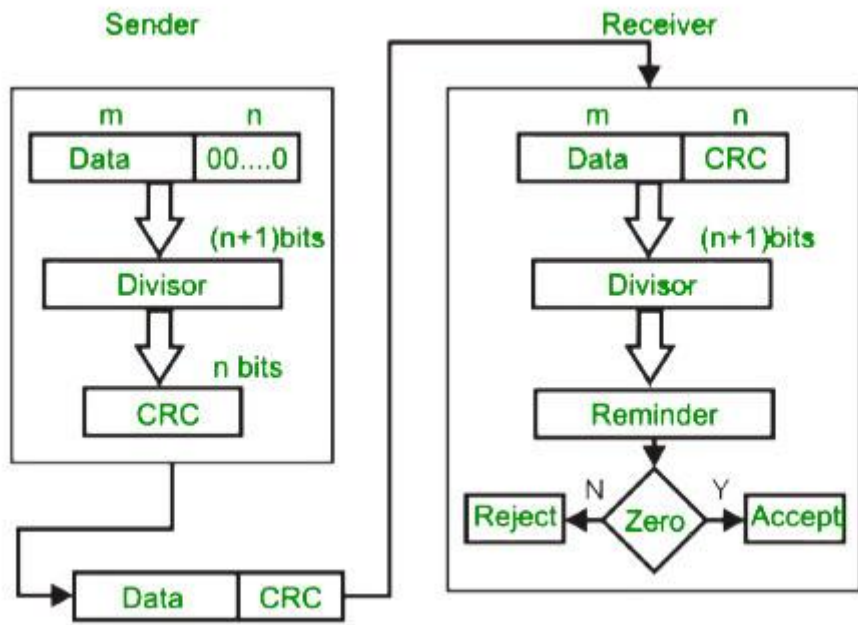 Sender
m n
Data 00....0
(n+1)bits
Divisor
n bits
CRC
Data CRC
Receiver
m n
Data CRC
(n+1)bits
Divisor
Reminder
Reject N Zero Y Accept